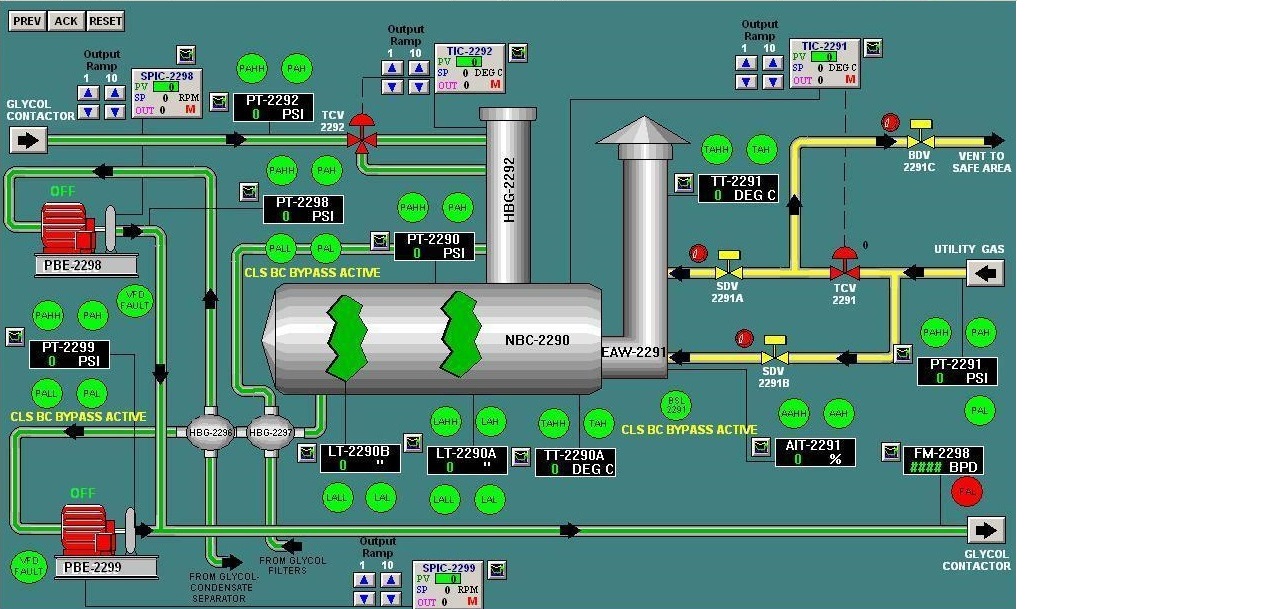 PREV ACK RESET
Output
Ramp
1 10
SPIC-2298
PV 0
SP 0 RPM
OUT 0 M
PAHH PAH
PT-2292
0 PSI
Output
Ramp
1 10
TIC-2292
PV 0
SP 0 DEG C
OUT 0 M
Output
Ramp
1 10
TIC-2291
PV 0
SP 0 DEG C
OUT 0 M
GLYCOL
CONTACTOR
TCV
2292
HBG-2292
BDV
2291C
VENT TO
SAFE AREA
TAHH TAH
TT-2291
0 DEG C
OFF
PBE-2298
PAHH PAH
PT-2298
0 PSI
PAHH PAH
PT-2290
0 PSI
PALL PAL
CLS BC BYPASS ACTIVE
SDV
2291A
0
TCV
2291
UTILITY GAS
VFD
FAULT
PAHH PAH
PT-2299
0 PSI
PALL PAL
CLS BC BYPASS ACTIVE
NBC-2290
EAW-2291
SDV
2291B
PAHH PAH
PT-2291
0 PSI
PAL
HBG-2296
HBG-2297
LT-2290B
0 "
LALL LAL
LAHH LAH
LT-2290A
0 "
LALL LAL
TAHH TAH
TT-2290A
0 DEG C
BSL
2291
CLS BC BYPASS ACTIVE
AAHH AAH
AIT-2291
0 %
FM-2298
#### BPD
PAL
OFF
PBE-2299
VFD
FAULT
FROM GLYCOL-
CONDENSATE
SEPARATOR
FROM GLYCOL
FILTERS
Output
Ramp
1 10
SPIC-2299
PV 0
SP 0 RPM
OUT 0 M
GLYCOL
CONTACTOR